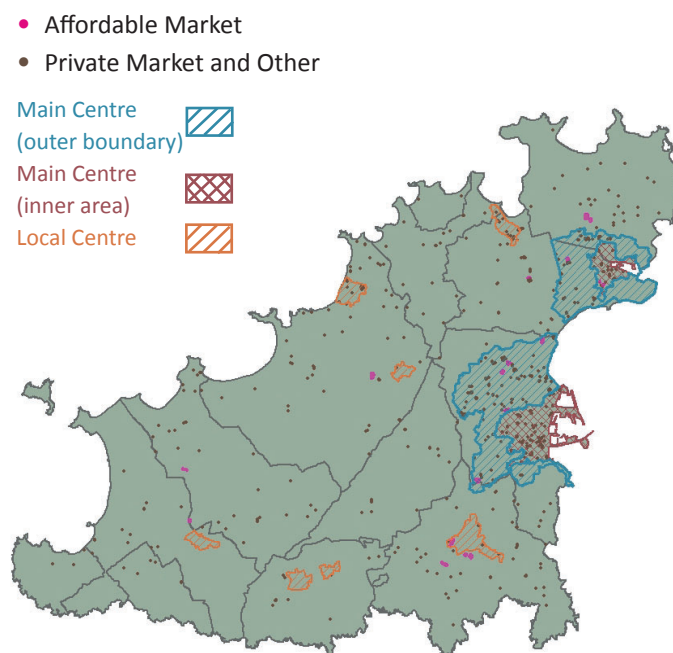 Affordable Market
Private Market and Other
Main Centre
(outer boundary)
Main Centre
(inner area)
Local Centre